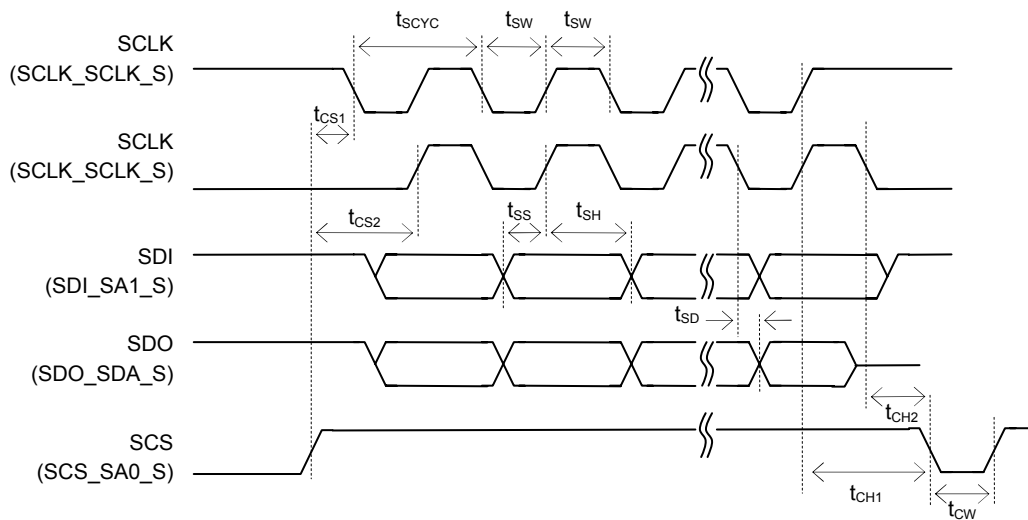 tSCYC tSW tSW
SCLK
(SCLK_SCLK_S)
tCS1
SCLK
(SCLK_SCLK_S)
tCS2 tSS tSH
SDI
(SDI_SA1_S)
tSD
SDO
(SDO_SDA_S)
tCH2
SCS
(SCS_SA0_S)
tCH1 tCW